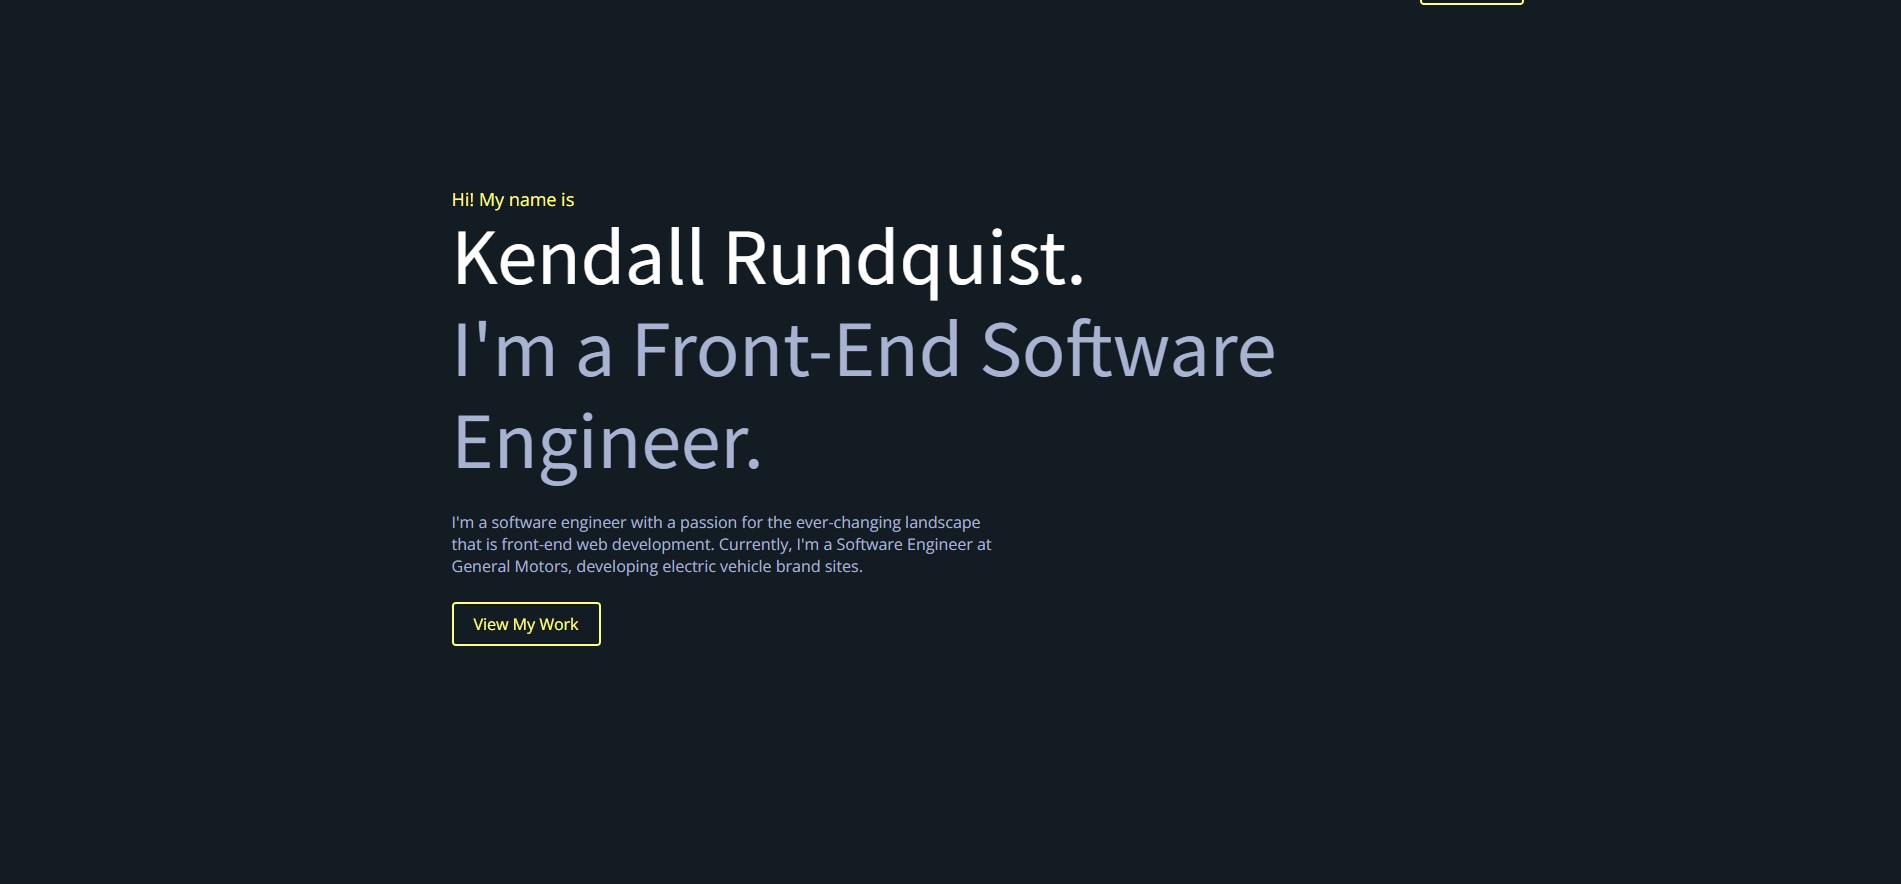 Hi! My name is
Kendall Rundquist.
I'm a Front-End Software
Engineer.
I'm a software engineer with a passion for the ever-changing landscape
that is front-end web development. Currently, I'm a Software Engineer at
General Motors, developing electric vehicle brand sites.
View My Work